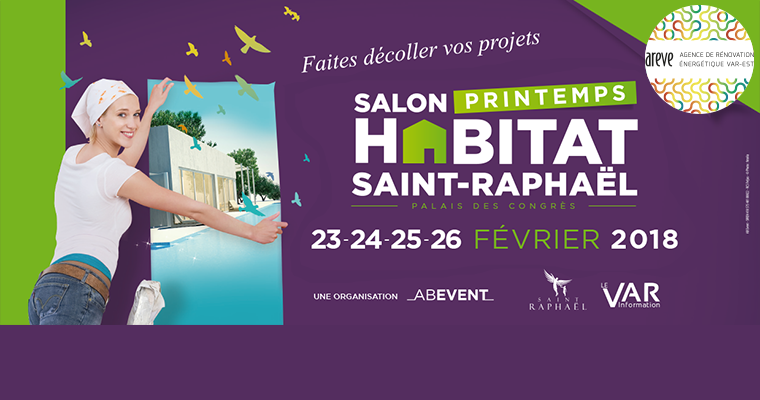 Faites décoller vos projets
areve
AGENCE DE RÉNOVATION
ÉNERGÉTIQUE VAR-EST
SALON PRINTEMPS
HABITAT
SAINT-RAPHAËL
PALAIS DES CONGRÈS
23-24-25-26 FÉVRIER 2018
UNE ORGANISATION
_ABEVENT_
SAINT
RAPHAËL
LE VAR
Information